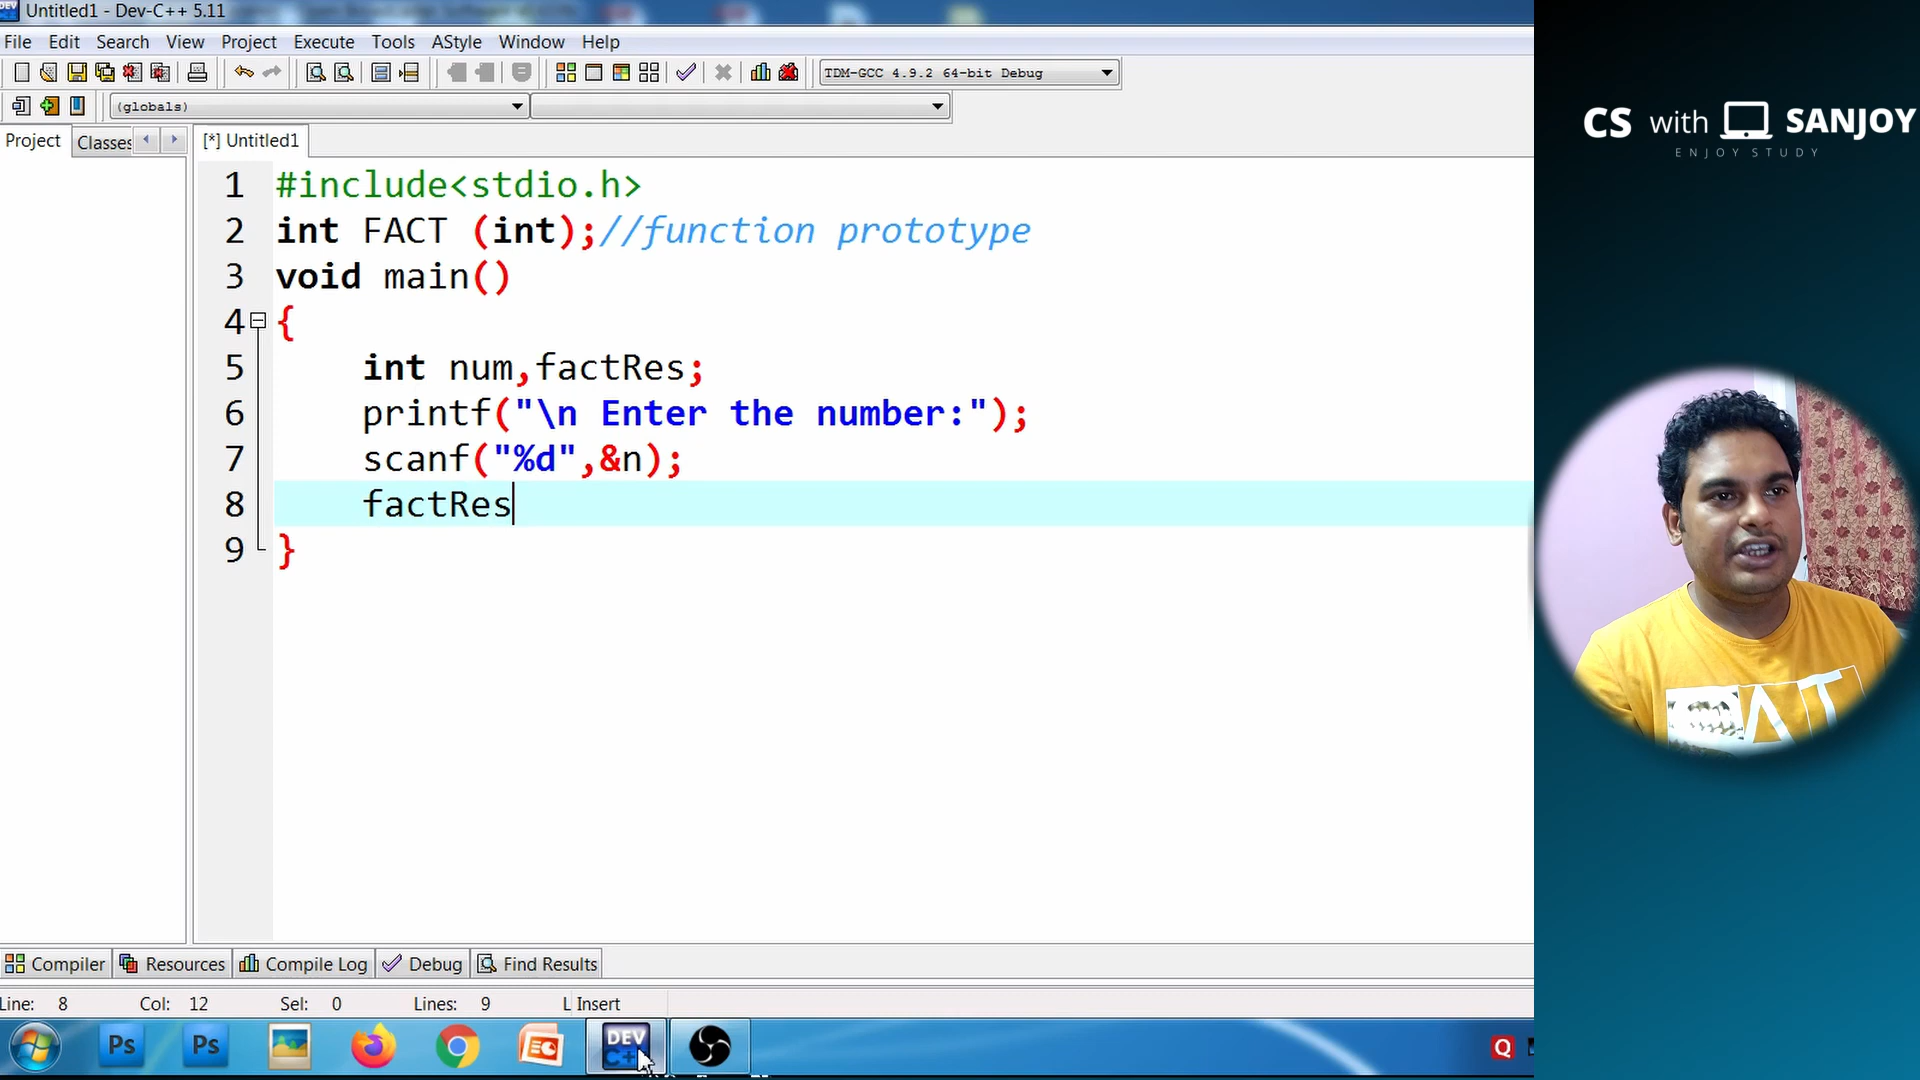 Untitled1 - Dev-C++ 5.11
File Edit Search View Project Execute Tools AStyle Window Help
TDM-GCC 4.9.2 64-bit Debug
(globals)
Project Classes [*] Untitled1
1 #include<stdio.h>
2 int FACT (int);//function prototype
3 void main()
4 {
5 int num,factRes;
6 printf("\n Enter the number:");
7 scanf("%d",&n);
8 factRes
9 }
Compiler Resources Compile Log Debug Find Results
Line: 8 Col: 12 Sel: 0 Lines: 9 L Insert
Ps Ps DEV C++ Q
CS with SANJOY
ENJOY STUDY